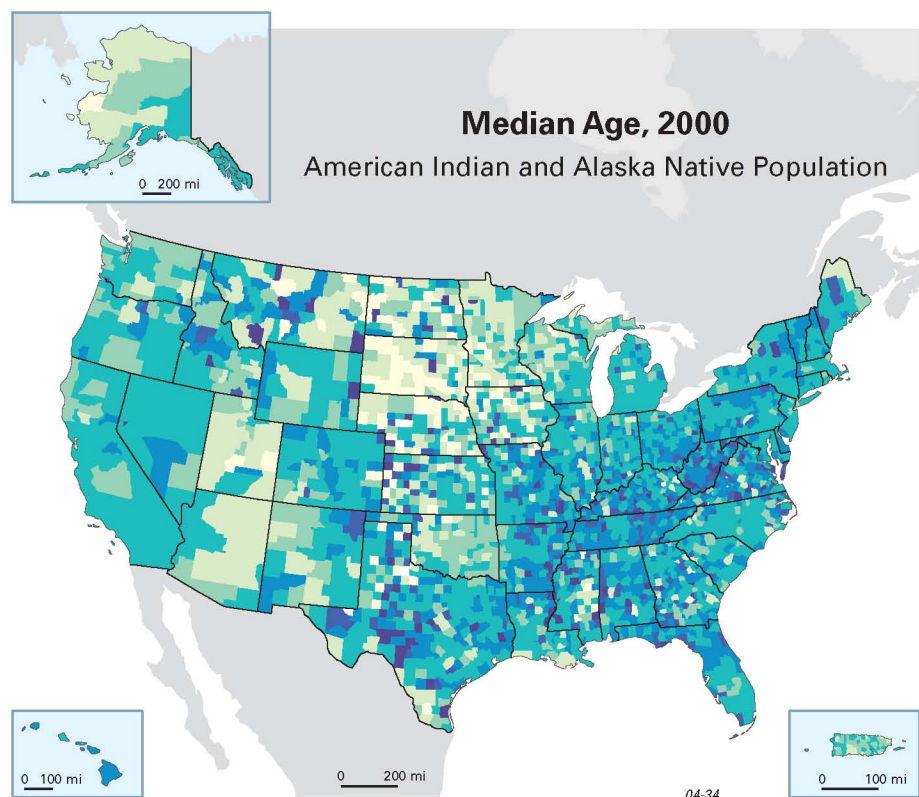 Median Age, 2000
American Indian and Alaska Native Population
0 200 mi
0 100 mi
0 200 mi
0 100 mi
04-34